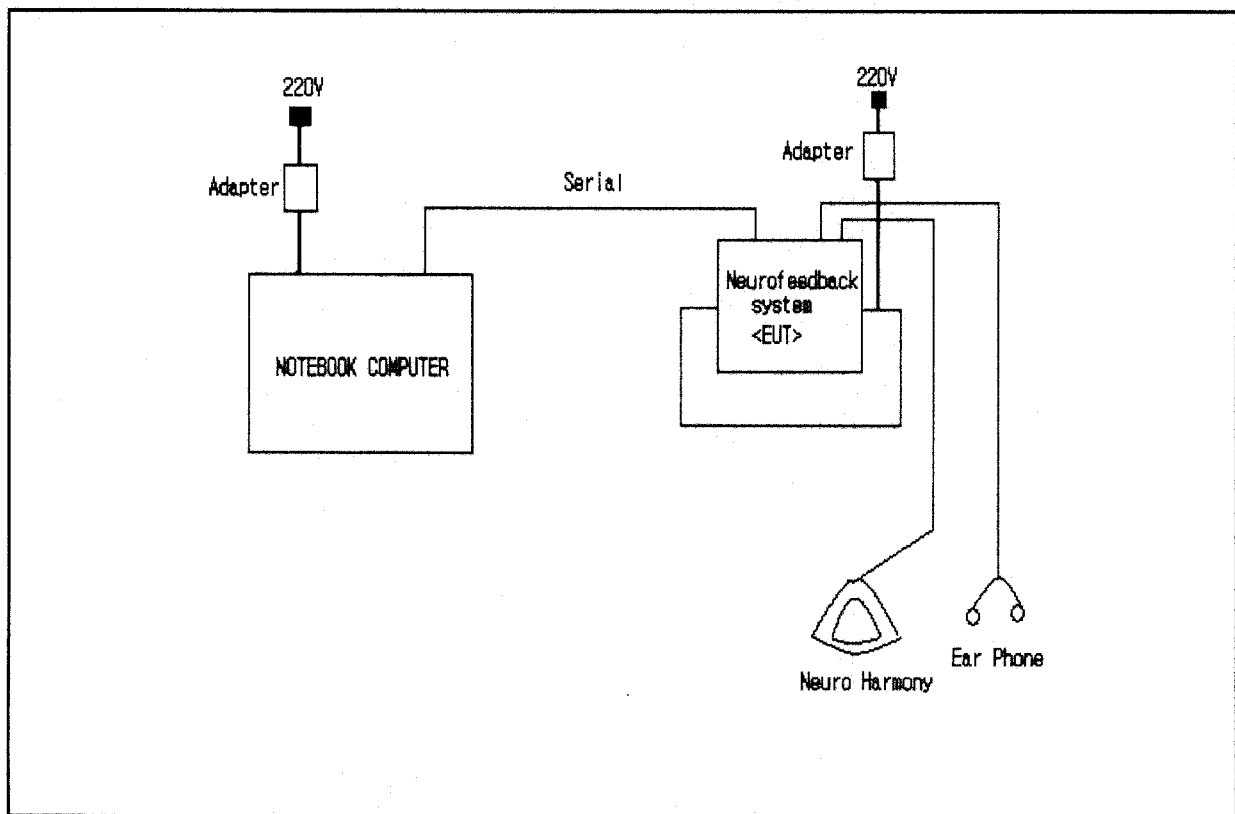 220V
220V
Adapter
Adapter
Serial
Neurofeedback
system
<EUT>
NOTEBOOK COMPUTER
Ear Phone
Neuro Harmony